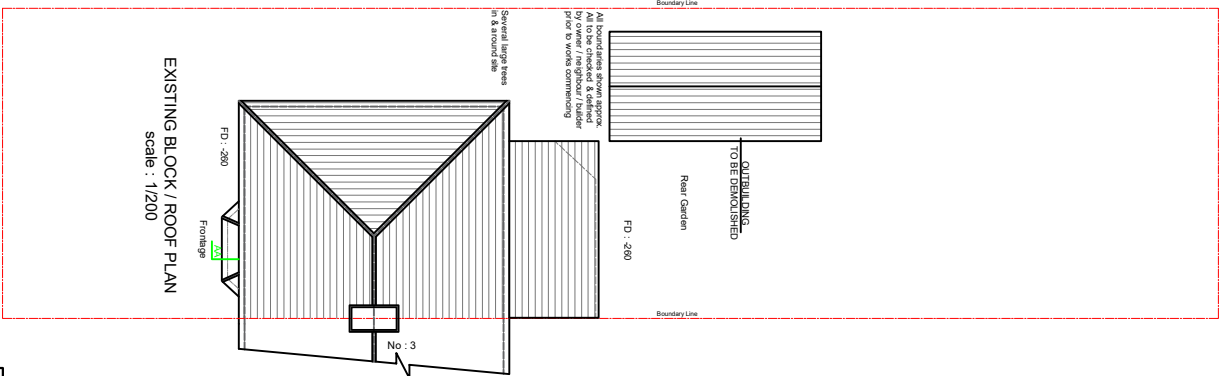 Boundary Line
All boundaries shown approx.
All to be checked & defined
by owner / neighbour / builder
prior to works commencing
Several large trees
in & around site
OUTBUILDING
TO BE DEMOLISHED
Rear Garden
FD : -260
FD : -260
Frontage
AA
EXISTING BLOCK / ROOF PLAN
scale : 1/200
Boundary Line
No : 3